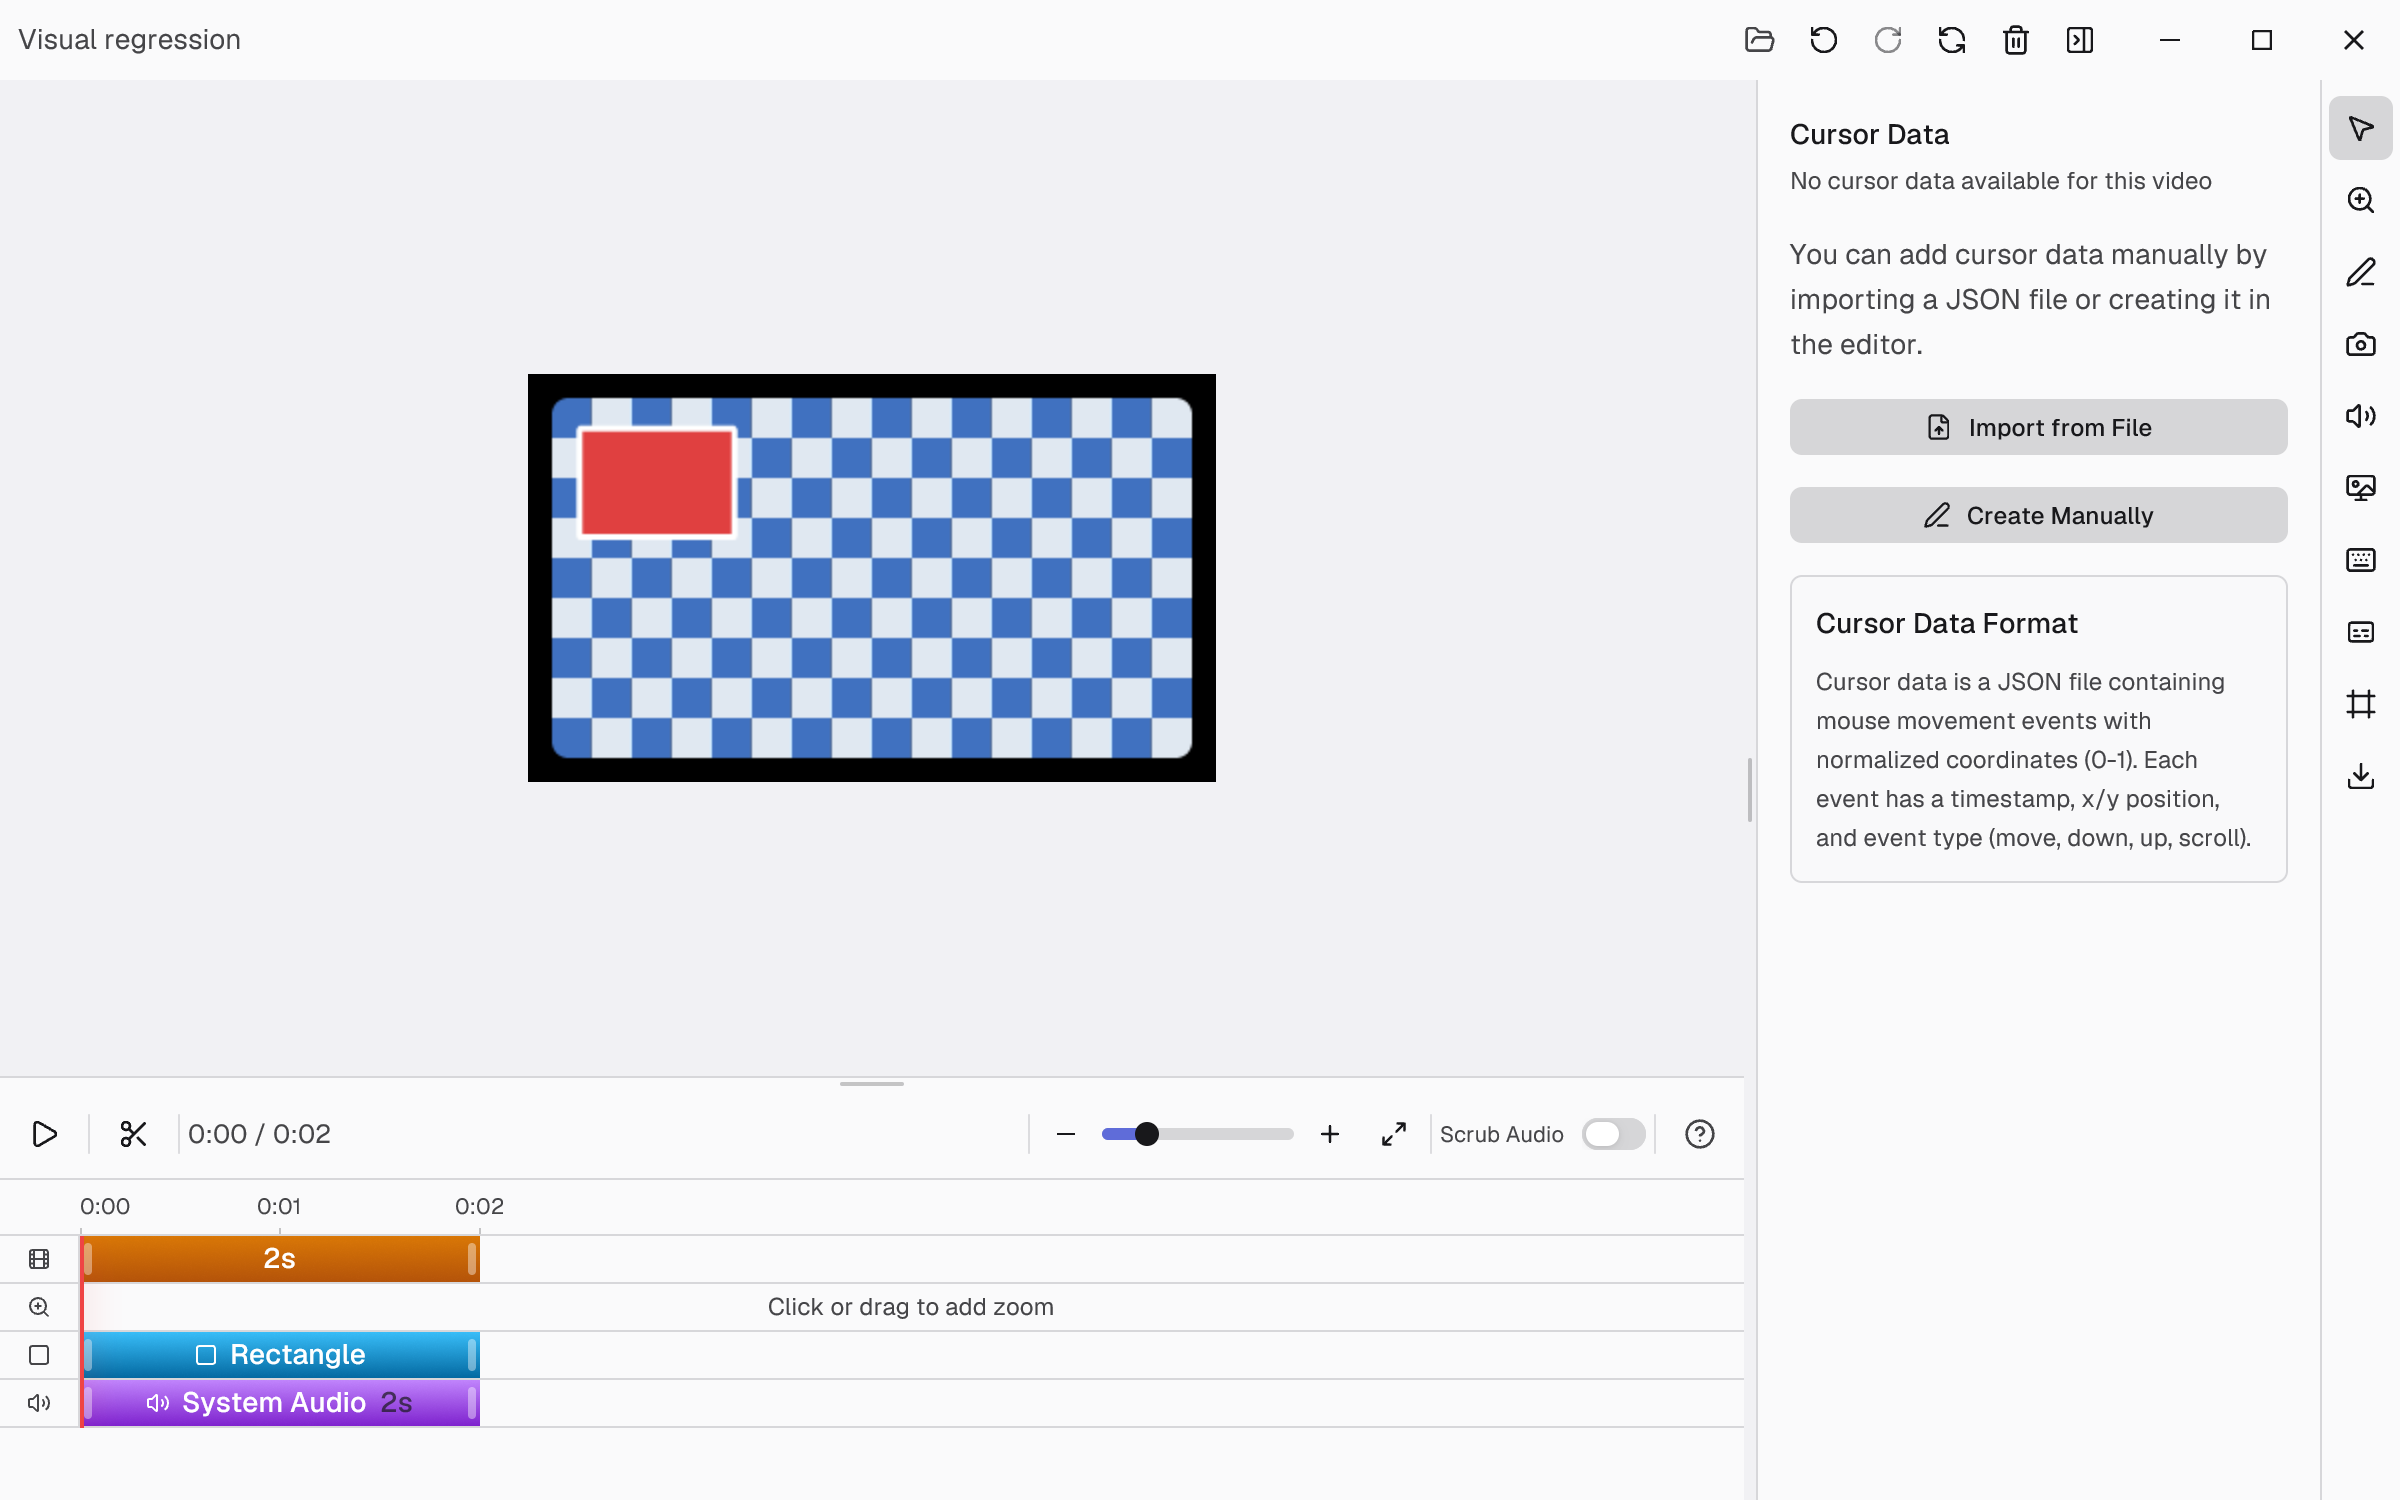 Visual regression
Cursor Data
No cursor data available for this video
You can add cursor data manually by
importing a JSON file or creating it in
the editor.
Import from File
Create Manually
Cursor Data Format
Cursor data is a JSON file containing
mouse movement events with
normalized coordinates (0-1). Each
event has a timestamp, x/y position,
and event type (move, down, up, scroll).
0:00 / 0:02
Scrub Audio
0:00 0:01 0:02
2s
Click or drag to add zoom
Rectangle
System Audio 2s